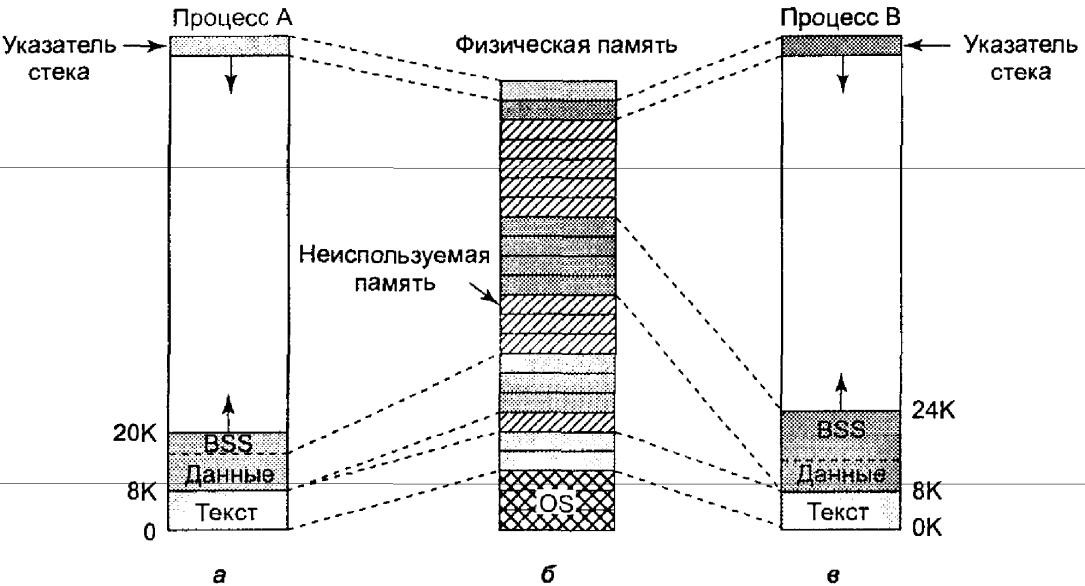 Процесс А
Процесс В
Указатель
стека
Физическая память
Указатель
стека
Неиспользуемая
память
20K
BSS
Данные
8K
Текст
0
OS
24K
BSS
Данные
8K
Текст
0K
а
б
в